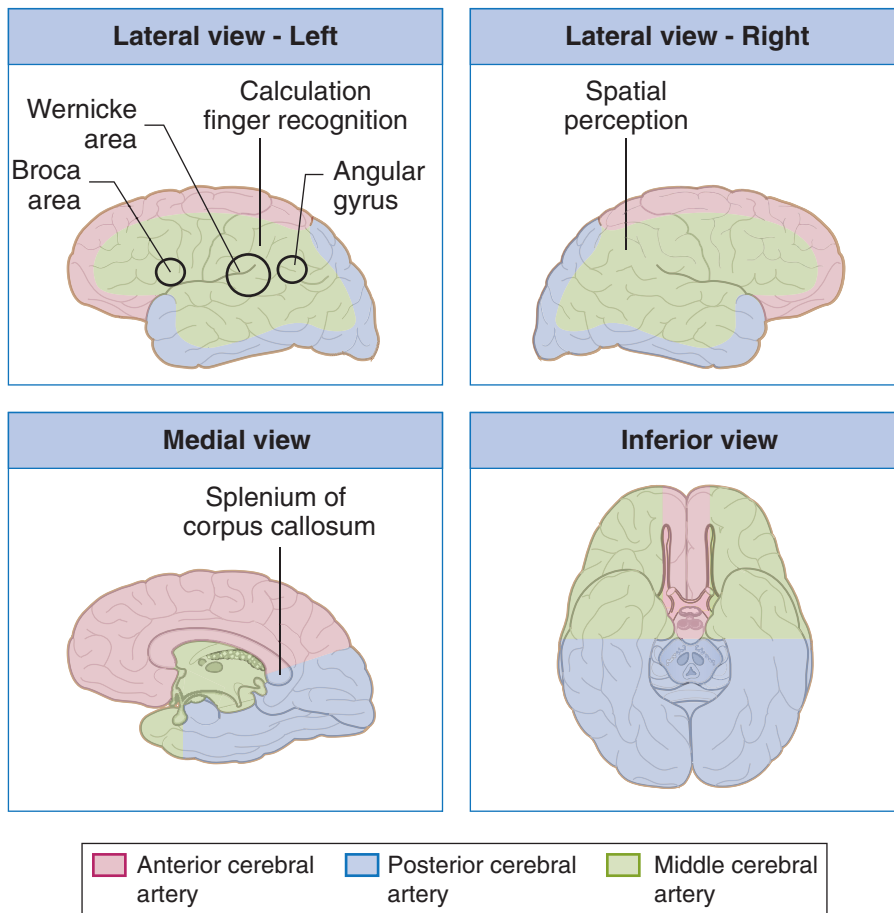 Lateral view - Left
Wernicke
area
Broca
area
Calculation
finger recognition
Angular
gyrus
Lateral view - Right
Spatial
perception
Medial view
Splenium of
corpus callosum
Inferior view
Anterior cerebral
artery
Posterior cerebral
artery
Middle cerebral
artery